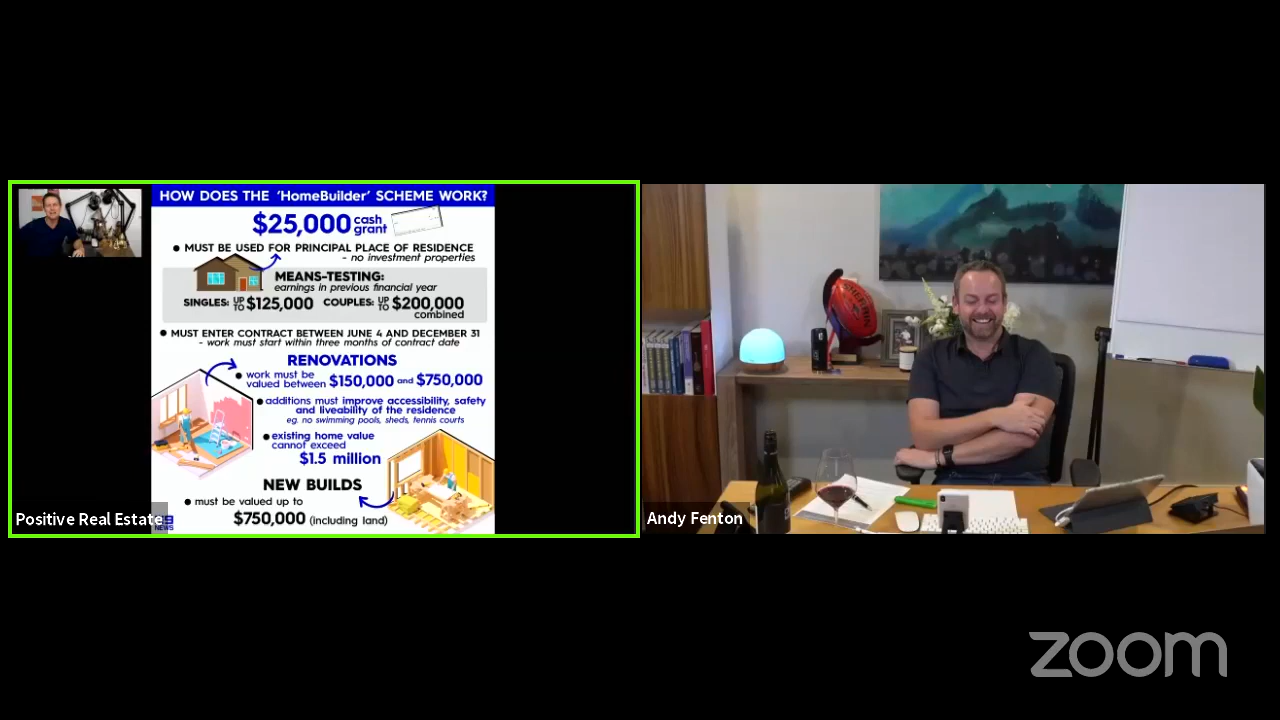 HOW DOES THE 'HomeBuilder' SCHEME WORK?
$25,000 cash grant
• MUST BE USED FOR PRINCIPAL PLACE OF RESIDENCE
- no investment properties
MEANS-TESTING:
earnings in previous financial year
SINGLES: UP TO $125,000 COUPLES: UP TO $200,000
combined
• MUST ENTER CONTRACT BETWEEN JUNE 4 AND DECEMBER 31
- work must start within three months of contract date
RENOVATIONS
• work must be
valued between $150,000 and $750,000
• additions must improve accessibility, safety
and liveability of the residence
eg. no swimming pools, sheds, tennis courts
• existing home value
cannot exceed
$1.5 million
NEW BUILDS
• must be valued up to
$750,000 (including land)
9
NEWS
Positive Real Estate
Andy Fenton
zoom